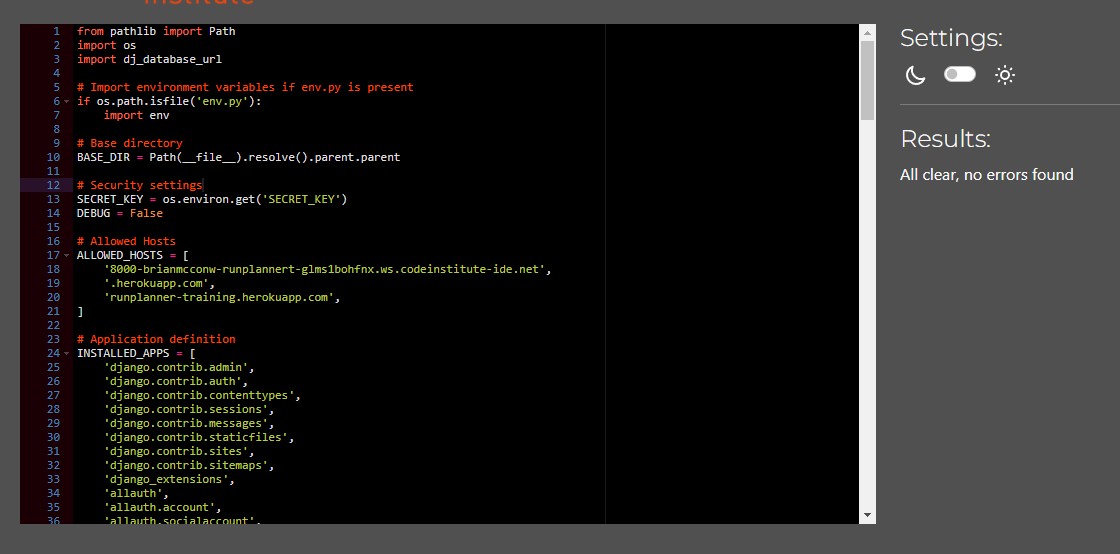 Institute
1 from pathlib import Path
2 import os
3 import dj_database_url
4
5 # Import environment variables if env.py is present
6 if os.path.isfile('env.py'):
7     import env
8
9 # Base directory
10 BASE_DIR = Path(__file__).resolve().parent.parent
11
12 # Security settings
13 SECRET_KEY = os.environ.get('SECRET_KEY')
14 DEBUG = False
15
16 # Allowed Hosts
17 ALLOWED_HOSTS = [
18     '8000-brianmcconw-runplannert-glms1bohfnx.ws.codeinstitute-ide.net',
19     '.herokuapp.com',
20     'runplanner-training.herokuapp.com',
21 ]
22
23 # Application definition
24 INSTALLED_APPS = [
25     'django.contrib.admin',
26     'django.contrib.auth',
27     'django.contrib.contenttypes',
28     'django.contrib.sessions',
29     'django.contrib.messages',
30     'django.contrib.staticfiles',
31     'django.contrib.sites',
32     'django.contrib.sitemaps',
33     'django_extensions',
34     'allauth',
35     'allauth.account',
36     'allauth.socialaccount',
Settings:
Results:
All clear, no errors found